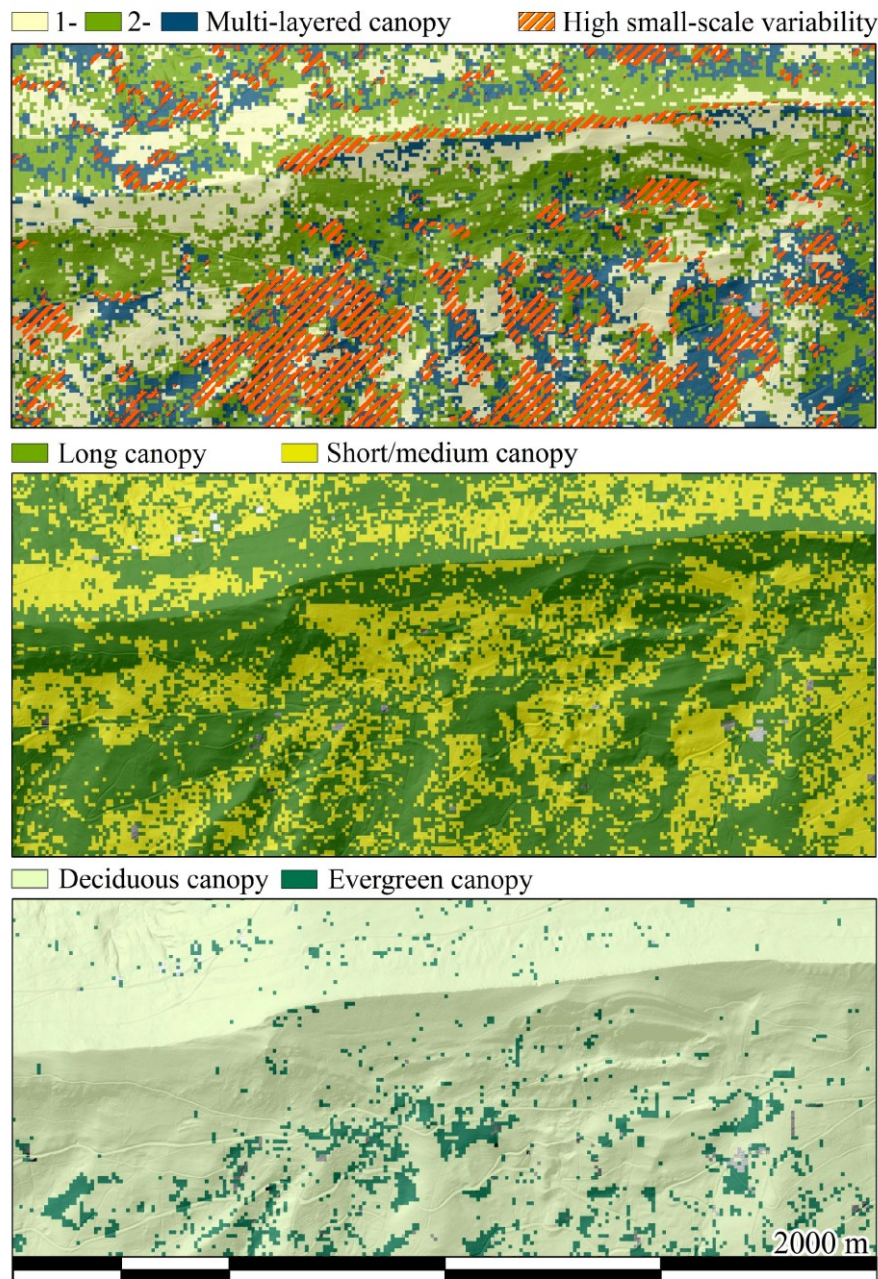 1- 2- Multi-layered canopy High small-scale variability
Long canopy Short/medium canopy
Deciduous canopy Evergreen canopy
2000 m